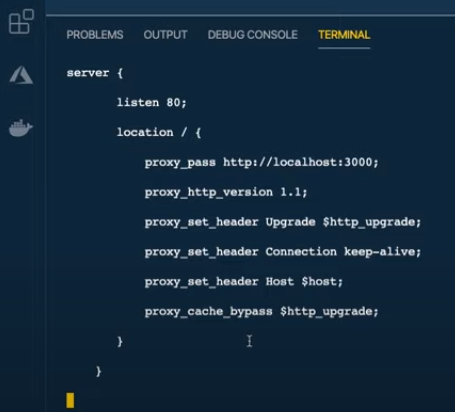 PROBLEMS OUTPUT DEBUG CONSOLE TERMINAL
server {
listen 80;
location / {
proxy_pass http://localhost:3000;
proxy_http_version 1.1;
proxy_set_header Upgrade $http_upgrade;
proxy_set_header Connection keep-alive;
proxy_set_header Host $host;
proxy_cache_bypass $http_upgrade;
}
}